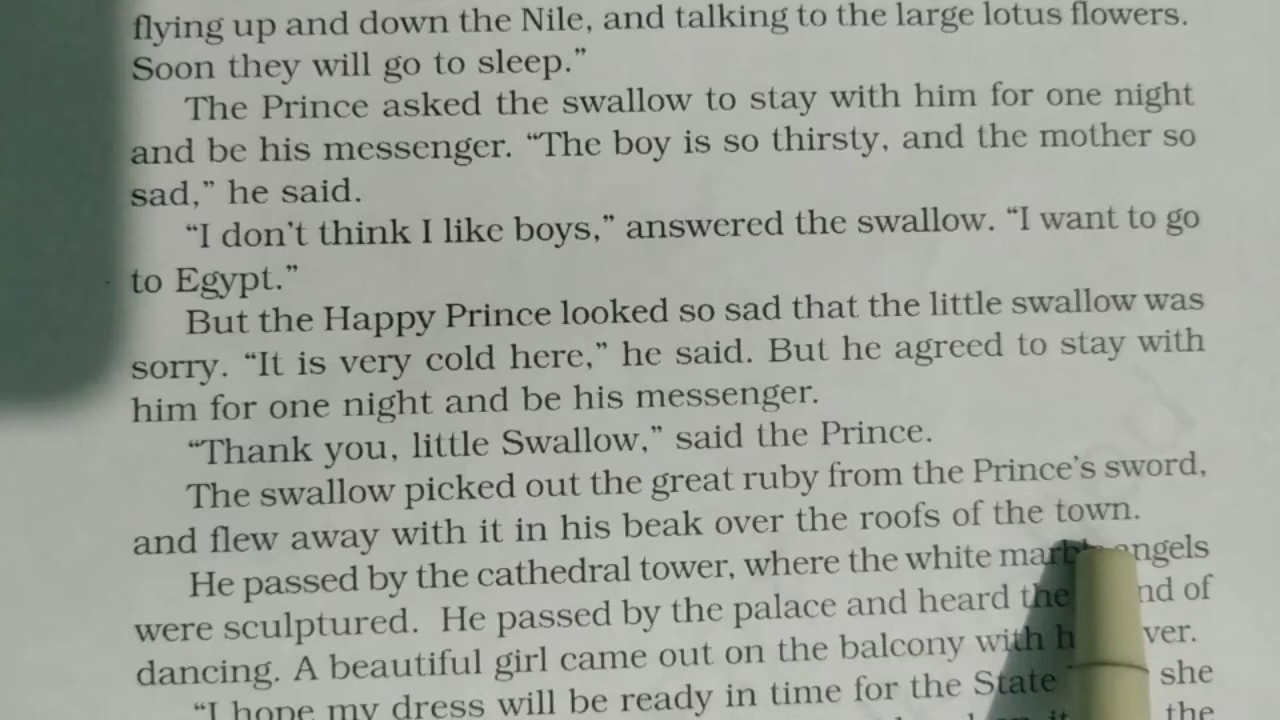 flying up and down the Nile, and talking to the large lotus flowers.
Soon they will go to sleep.”
The Prince asked the swallow to stay with him for one night
and be his messenger. “The boy is so thirsty, and the mother so
sad,” he said.
“I don’t think I like boys,” answered the swallow. “I want to go
to Egypt.”
But the Happy Prince looked so sad that the little swallow was
sorry. “It is very cold here,” he said. But he agreed to stay with
him for one night and be his messenger.
“Thank you, little Swallow,” said the Prince.
The swallow picked out the great ruby from the Prince’s sword,
and flew away with it in his beak over the roofs of the town.
He passed by the cathedral tower, where the white marble angels
were sculptured. He passed by the palace and heard the of
dancing. A beautiful girl came out on the balcony with
“I hope my dress will be ready in time for the State she
the